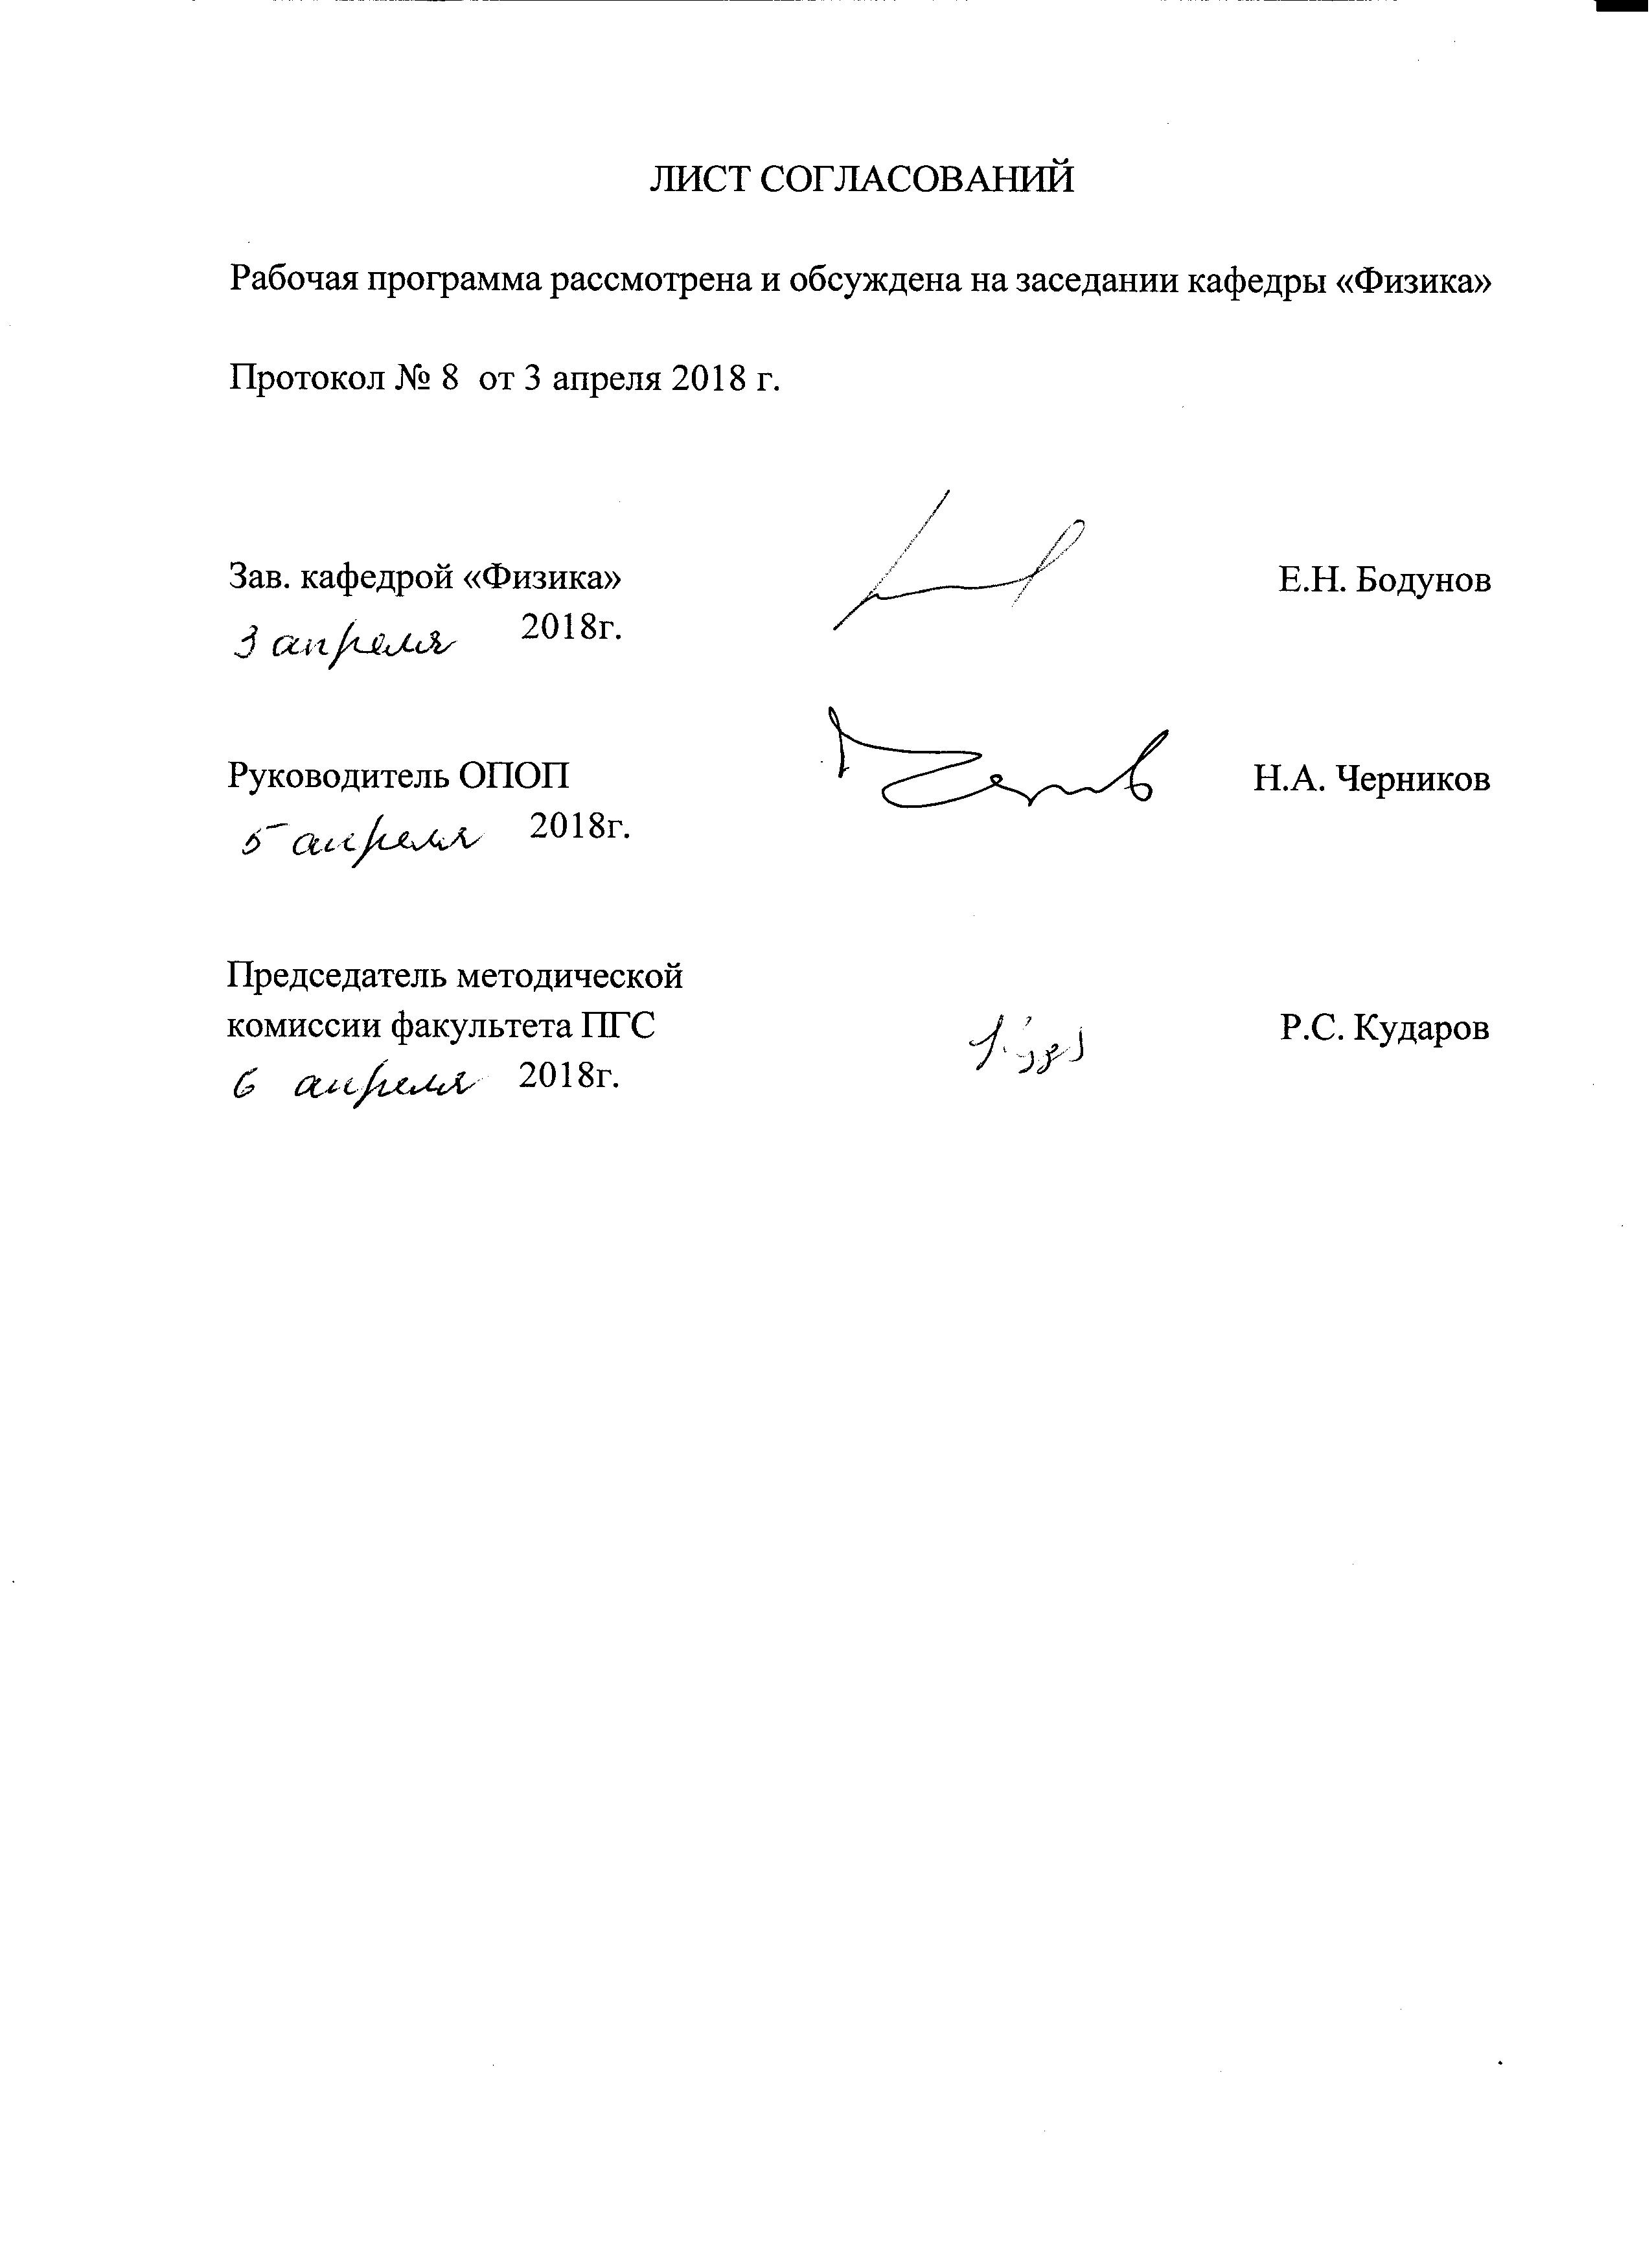 ЛИСТ СОГЛАСОВАНИЙ
Рабочая программа рассмотрена и обсуждена на заседании кафедры «Физика»
Протокол № 8 от 3 апреля 2018 г.
Зав. кафедрой «Физика» Е.Н. Бодунов
3 апреля 2018г.
Руководитель ОПОП Н.А. Черников
5 апреля 2018г.
Председатель методической
комиссии факультета ПГС Р.С. Кударов
6 апреля 2018г.